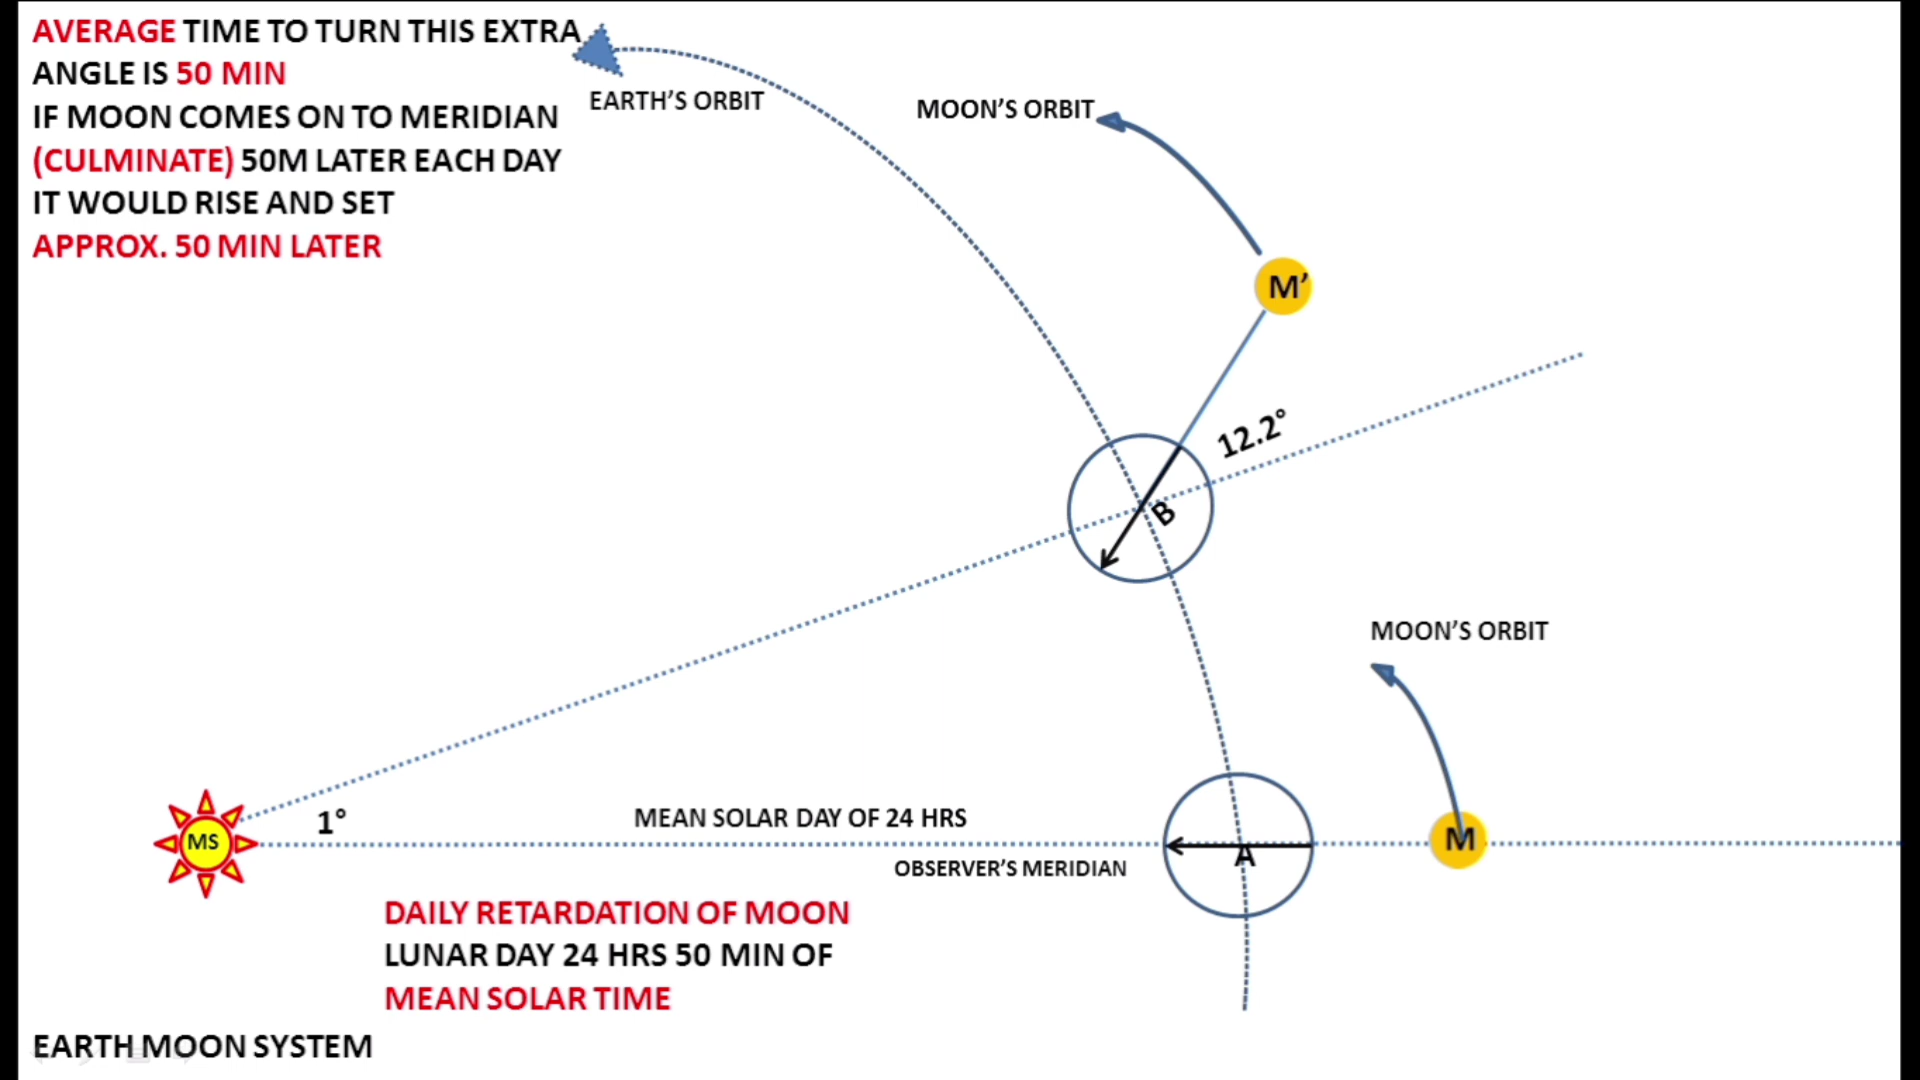 AVERAGE TIME TO TURN THIS EXTRA
ANGLE IS 50 MIN
IF MOON COMES ON TO MERIDIAN
(CULMINATE) 50M LATER EACH DAY
IT WOULD RISE AND SET
APPROX. 50 MIN LATER
EARTH'S ORBIT
MOON'S ORBIT
M'
12.2°
B
MOON'S ORBIT
MS
1°
MEAN SOLAR DAY OF 24 HRS
OBSERVER'S MERIDIAN
A
M
DAILY RETARDATION OF MOON
LUNAR DAY 24 HRS 50 MIN OF
MEAN SOLAR TIME
EARTH MOON SYSTEM